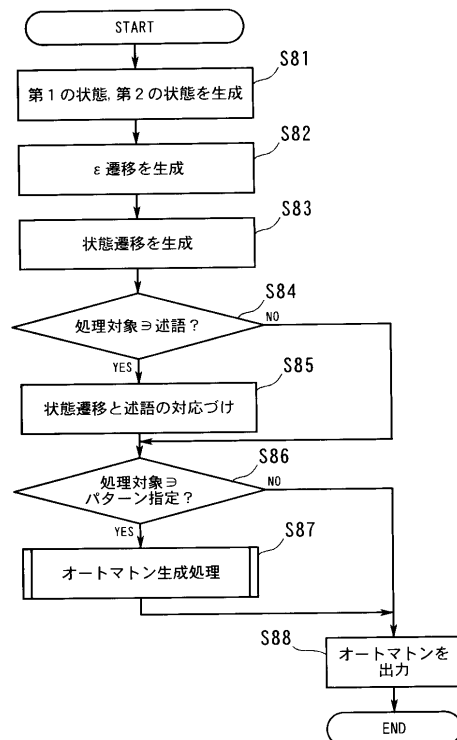 START
S81
第1の状態,第2の状態を生成
S82
ε遷移を生成
S83
状態遷移を生成
S84
処理対象∋述語?
NO
YES
S85
状態遷移と述語の対応づけ
S86
処理対象∋
パターン指定?
NO
YES
S87
オートマトン生成処理
S88
オートマトンを
出力
END